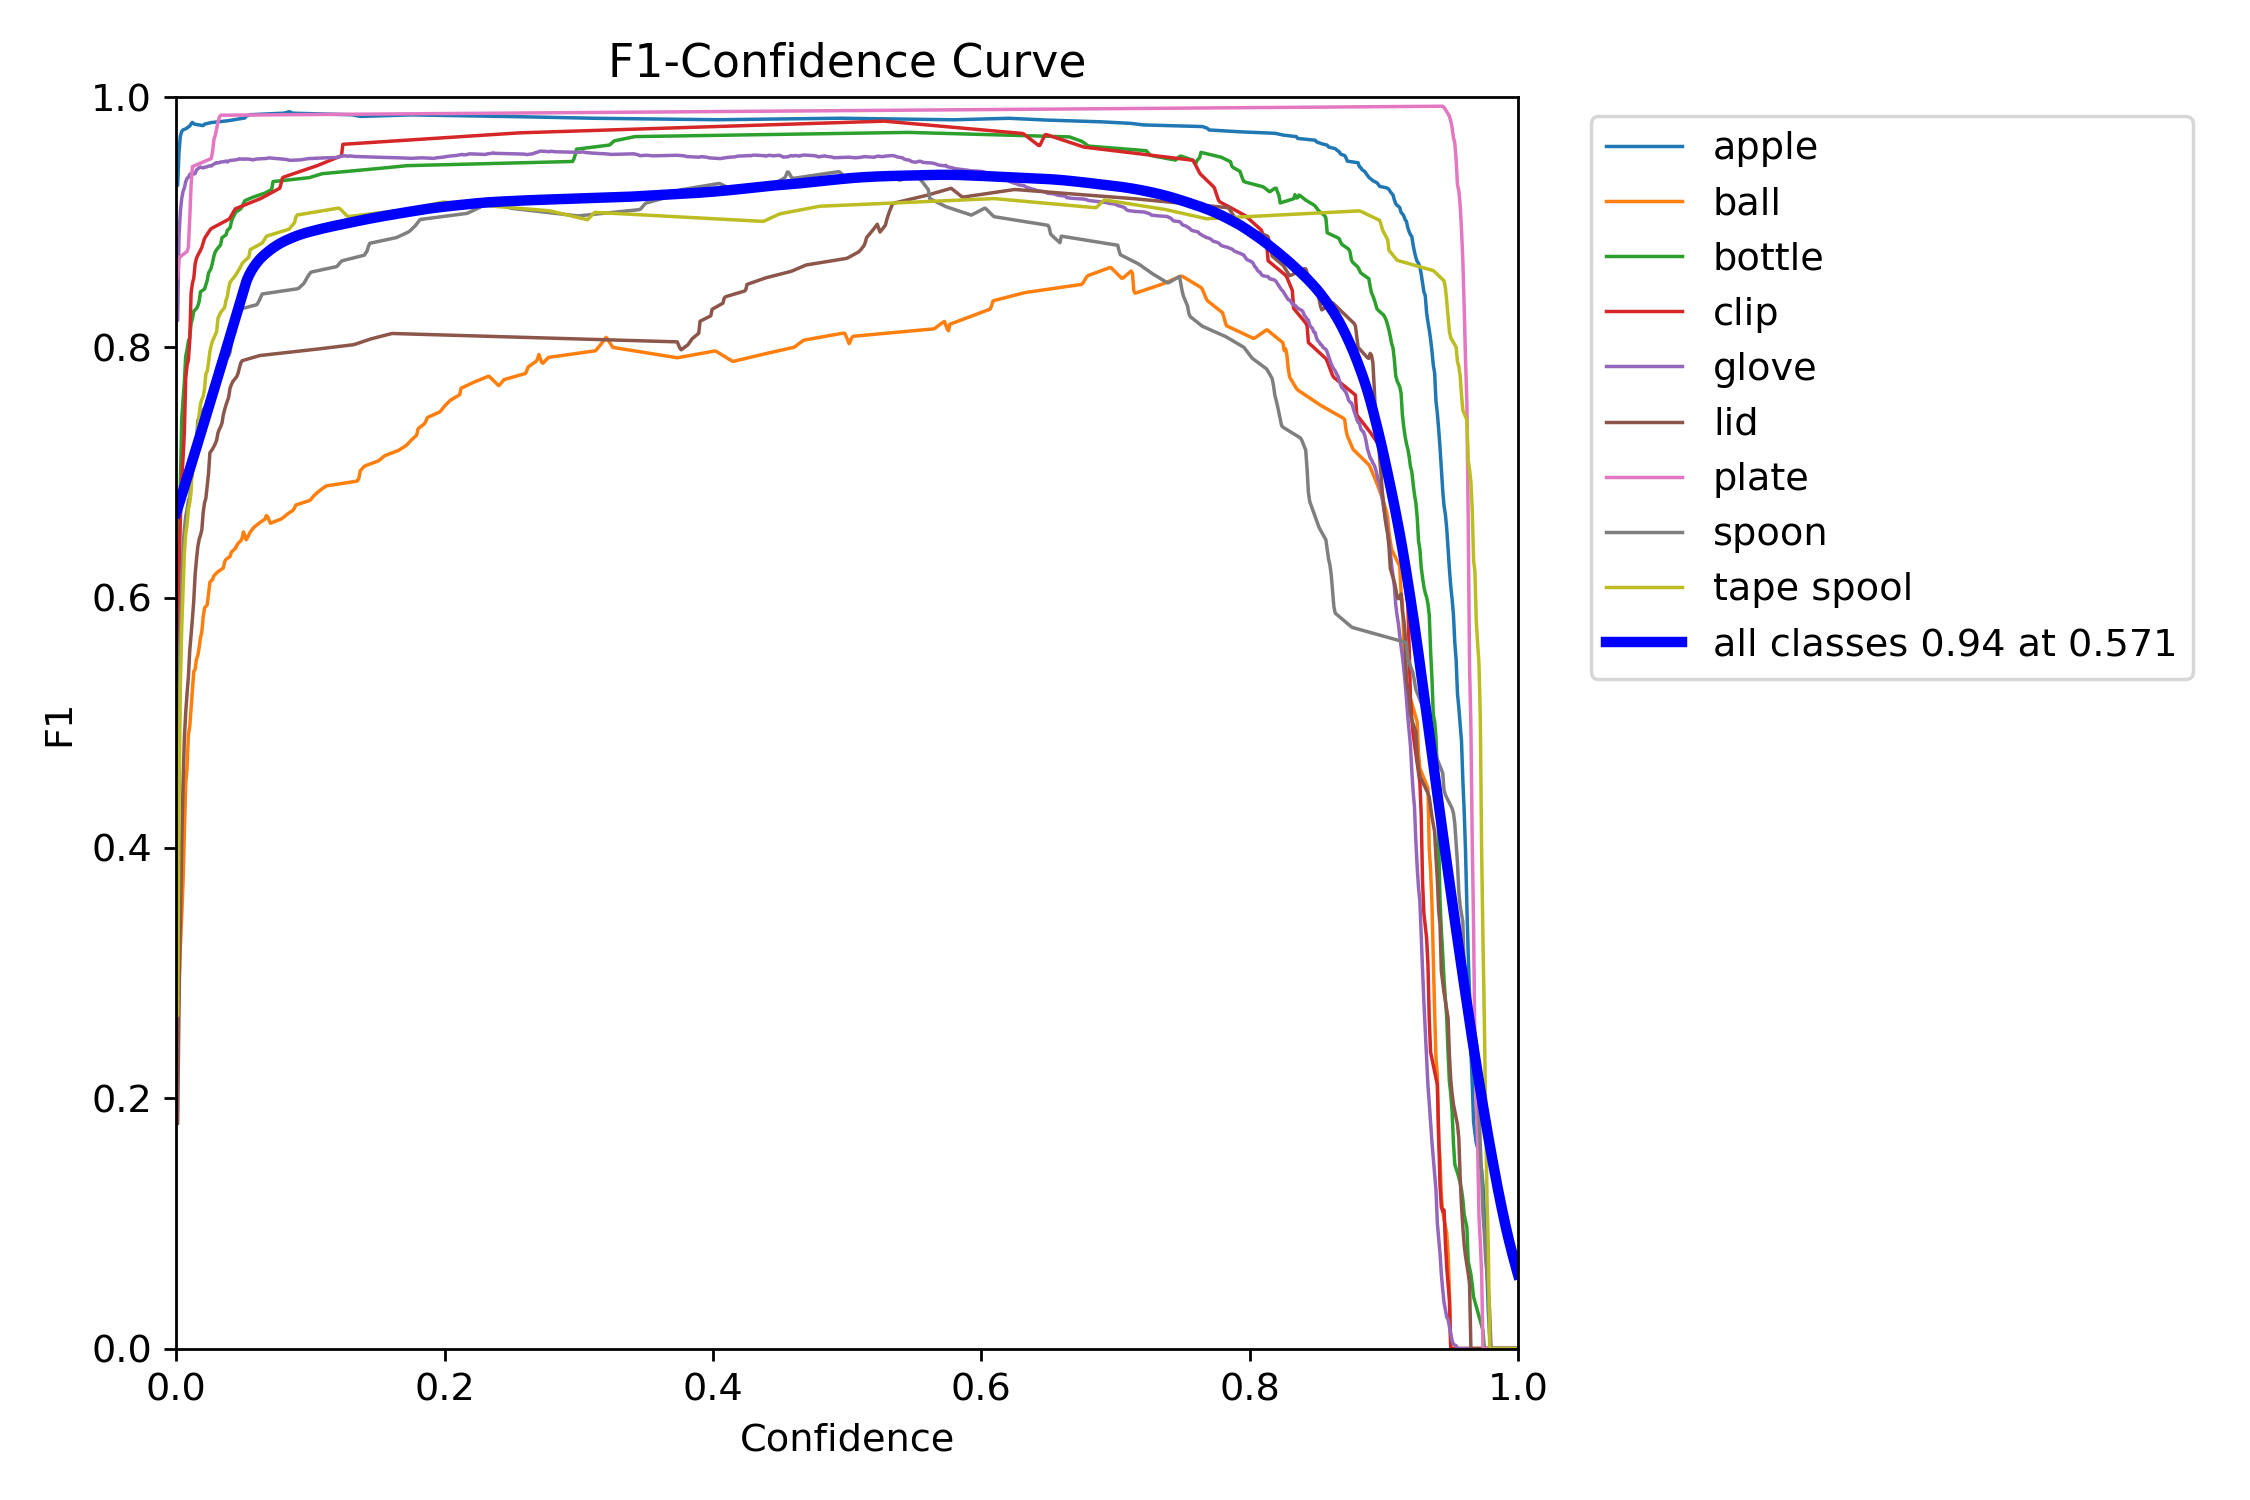 F1-Confidence Curve
1.0
0.8
0.6
0.4
0.2
0.0
F1
0.0 0.2 0.4 0.6 0.8 1.0
Confidence
apple
ball
bottle
clip
glove
lid
plate
spoon
tape spool
all classes 0.94 at 0.571